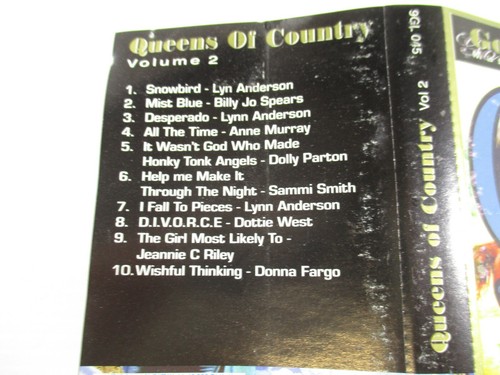 Queens Of Country
Volume 2
1. Snowbird - Lyn Anderson
2. Mist Blue - Billy Jo Spears
3. Desperado - Lynn Anderson
4. All The Time - Anne Murray
5. It Wasn't God Who Made
Honky Tonk Angels - Dolly Parton
6. Help me Make It
Through The Night - Sammi Smith
7. I Fall To Pieces - Lynn Anderson
8. D.I.V.O.R.C.E - Dottie West
9. The Girl Most Likely To -
Jeannie C Riley
10. Wishful Thinking - Donna Fargo
Queens of Country Vol 2
9GL 045